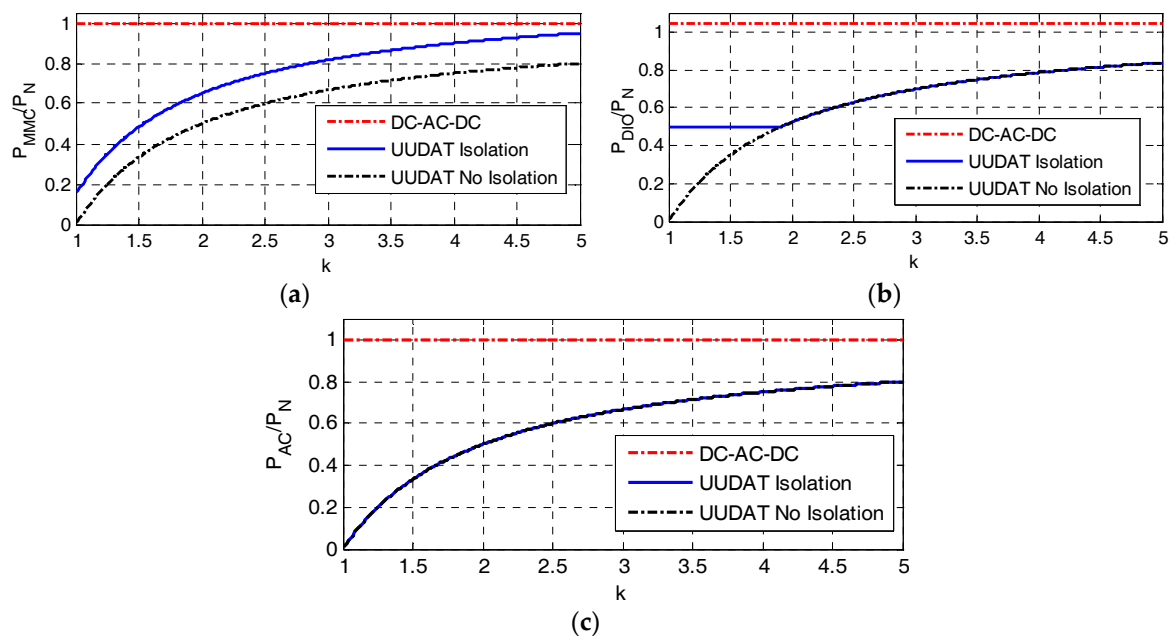 P_MMC/P_N
1
0.8
0.6
0.4
0.2
0
1 1.5 2 2.5 3 3.5 4 4.5 5
k
DC-AC-DC
UUDAT Isolation
UUDAT No Isolation
(a)
P_DIO/P_N
1
0.8
0.6
0.4
0.2
0
1 1.5 2 2.5 3 3.5 4 4.5 5
k
DC-AC-DC
UUDAT Isolation
UUDAT No Isolation
(b)
P_AC/P_N
1
0.8
0.6
0.4
0.2
0
1 1.5 2 2.5 3 3.5 4 4.5 5
k
DC-AC-DC
UUDAT Isolation
UUDAT No Isolation
(c)